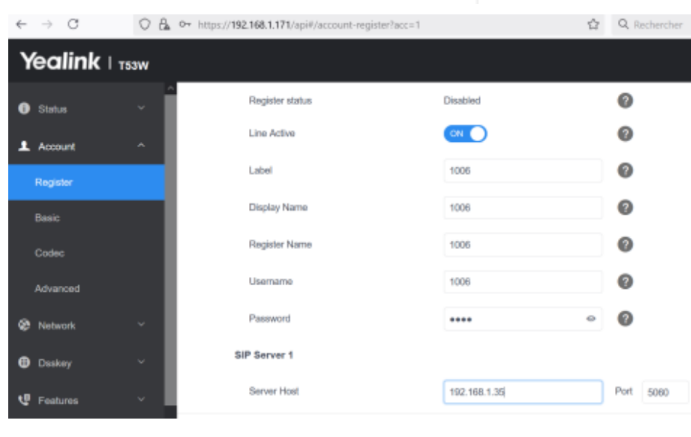 https://192.168.1.171/api#/account-register?acc=1 Rechercher
Yealink | T53W
Status
Register status Disabled
Line Active ON
Account
Label 1006
Register
Display Name 1006
Basic
Register Name 1006
Codec
Username 1006
Advanced
Password ••••
Network
SIP Server 1
Dsskey
Server Host 192.168.1.35 Port 5060
Features